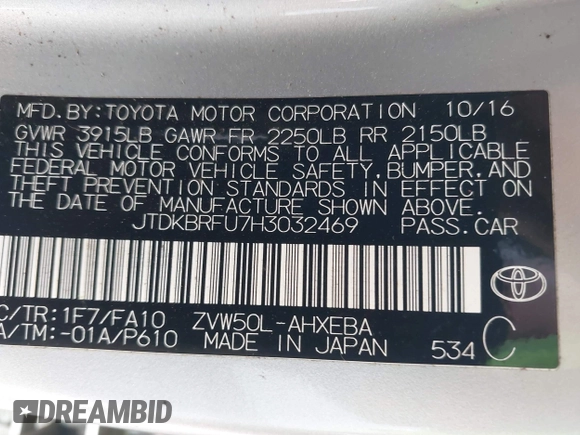 MFD.BY:TOYOTA MOTOR CORPORATION 10/16
GVWR 3915LB GAWR FR 2250LB RR 2150LB
THIS VEHICLE CONFORMS TO ALL APPLICABLE
FEDERAL MOTOR VEHICLE SAFETY,BUMPER,AND
THEFT PREVENTION STANDARDS IN EFFECT ON
THE DATE OF MANUFACTURE SHOWN ABOVE.
JTDKBRFU7H3032469 PASS.CAR
C/TR:1F7/FA10 ZVW50L-AHXEBA
A/TM:-01A/P610 MADE IN JAPAN 534 C
TOYOTA
DREAMBID